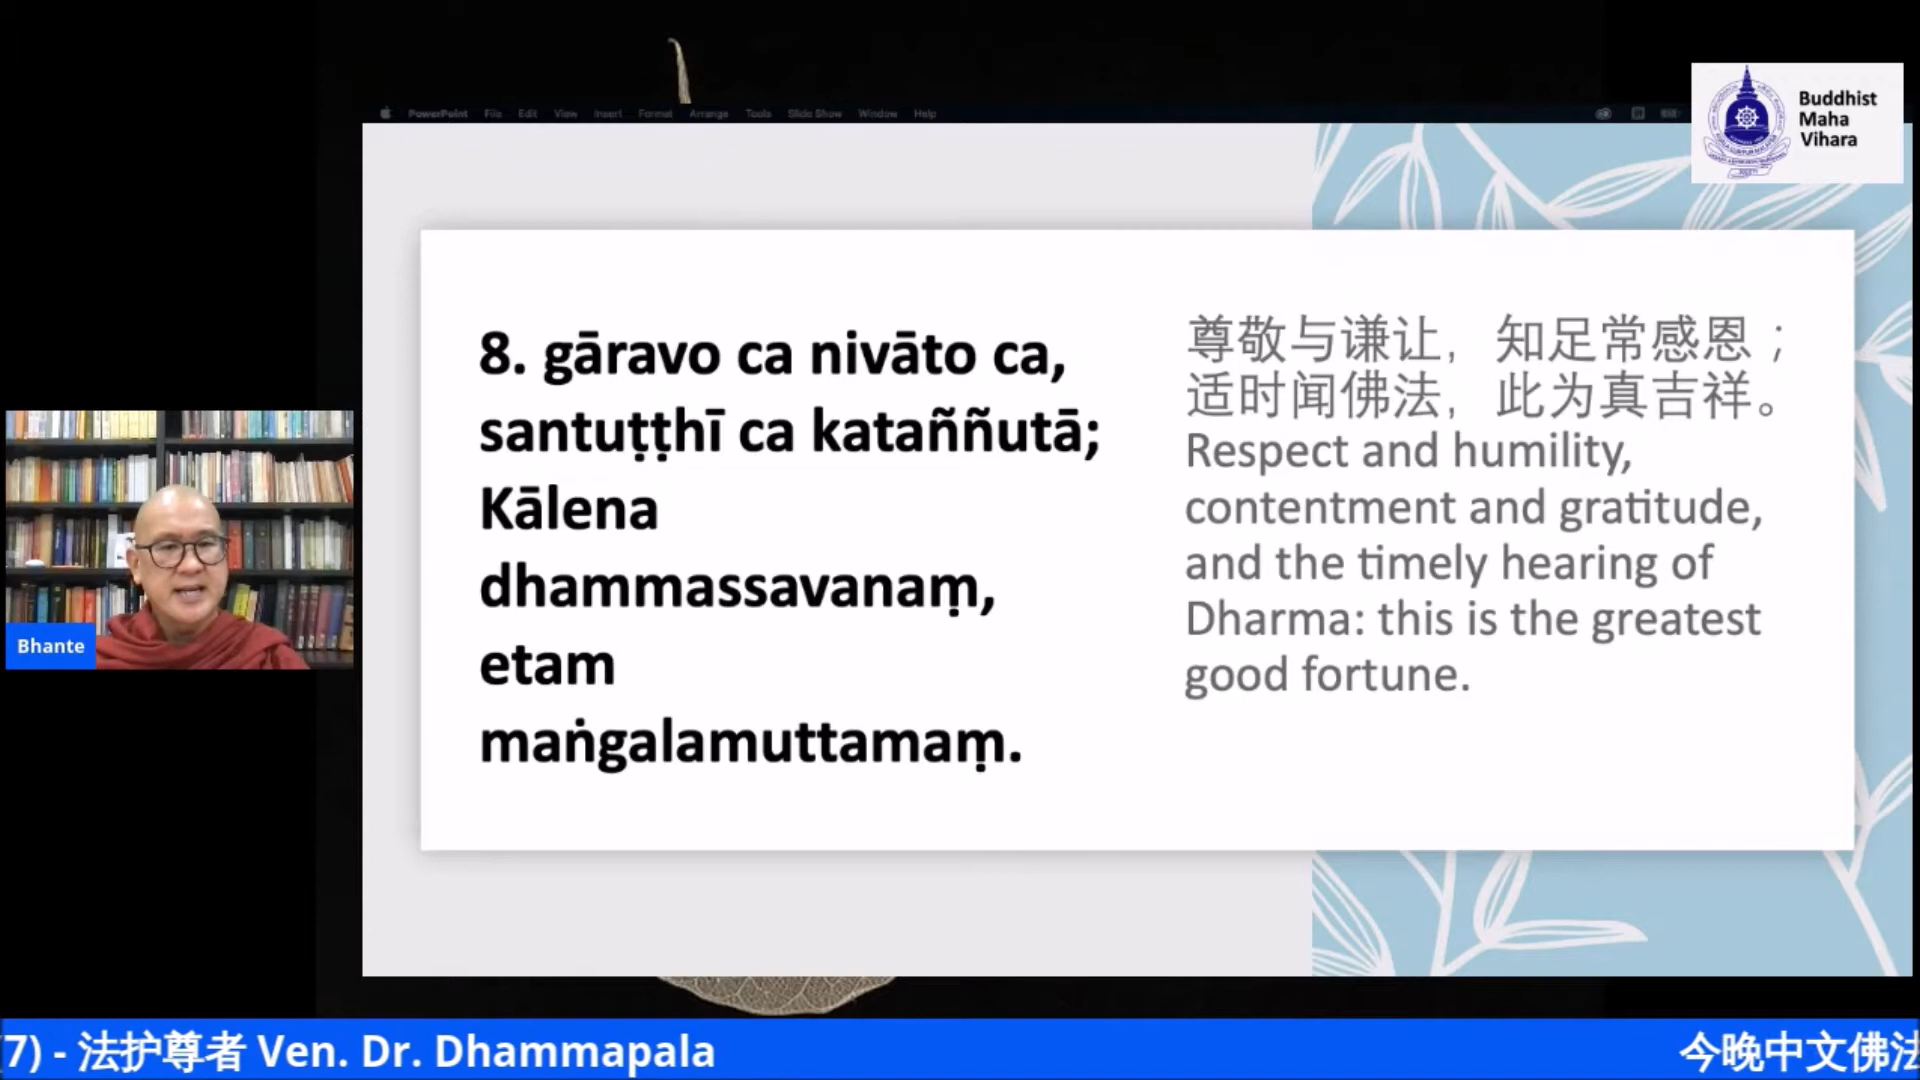 PowerPoint File Edit View Insert Format Arrange Tools Slide Show Window Help
Buddhist
Maha
Vihara
8. gāravo ca nivāto ca,
santuṭṭhī ca kataññutā;
Kālena
dhammassavanaṃ,
etam
maṅgalamuttamaṃ.
尊敬与谦让，知足常感恩；
适时闻佛法，此为真吉祥。
Respect and humility,
contentment and gratitude,
and the timely hearing of
Dharma: this is the greatest
good fortune.
Bhante
7) - 法护尊者 Ven. Dr. Dhammapala
今晚中文佛法